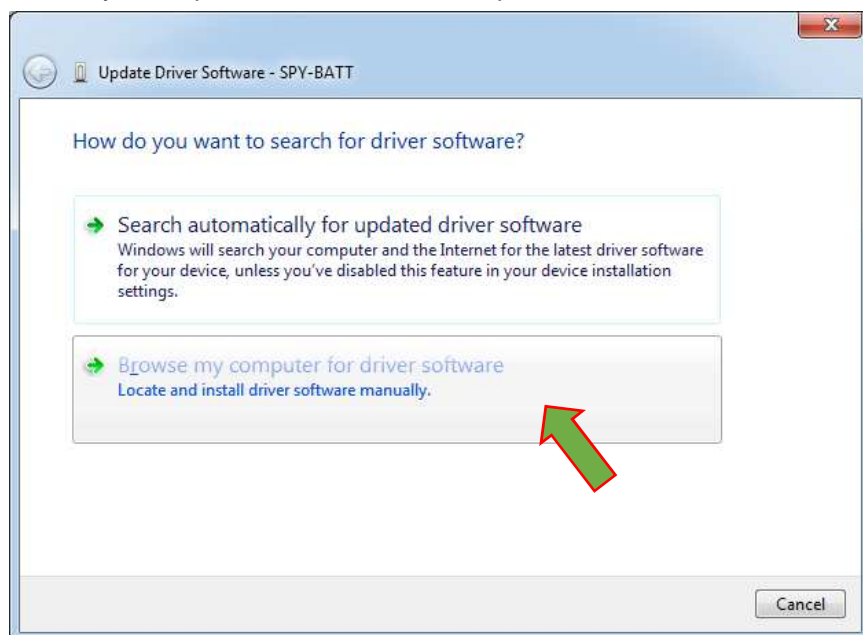 Update Driver Software - SPY-BATT
How do you want to search for driver software?
Search automatically for updated driver software
Windows will search your computer and the Internet for the latest driver software
for your device, unless you've disabled this feature in your device installation
settings.
Browse my computer for driver software
Locate and install driver software manually.
Cancel